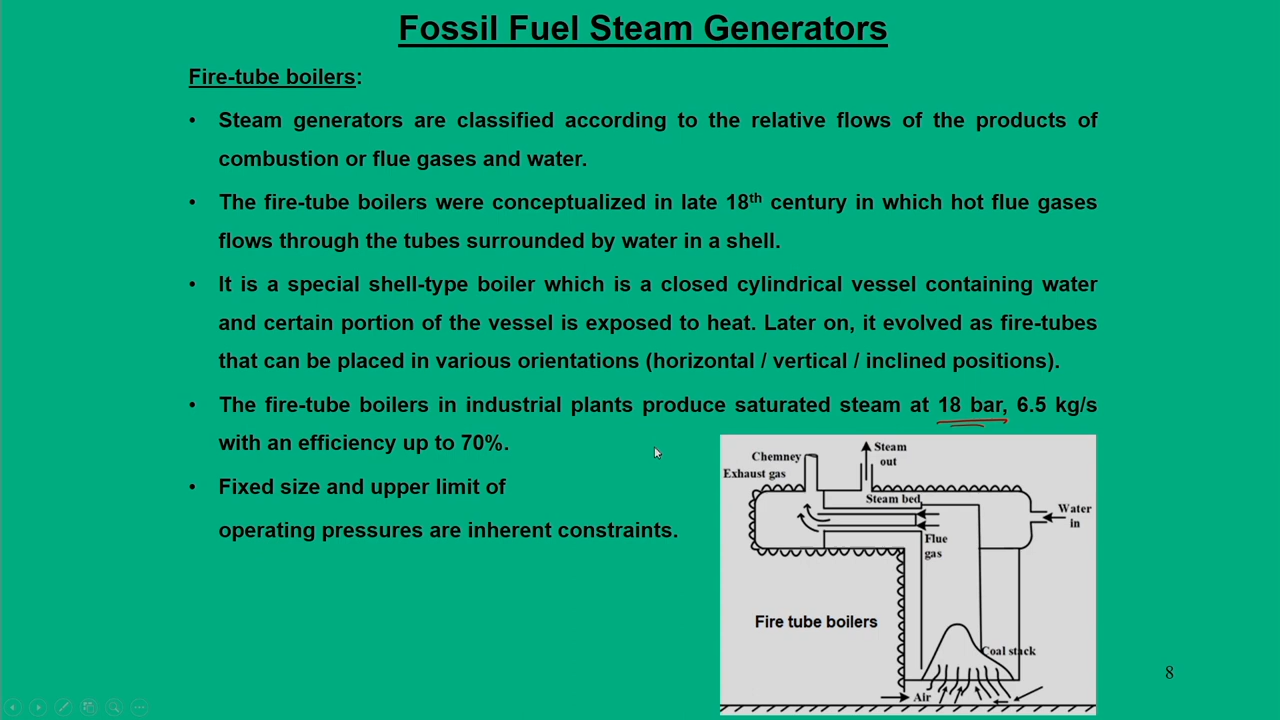 Fossil Fuel Steam Generators
Fire-tube boilers:
• Steam generators are classified according to the relative flows of the products of
combustion or flue gases and water.
• The fire-tube boilers were conceptualized in late 18th century in which hot flue gases
flows through the tubes surrounded by water in a shell.
• It is a special shell-type boiler which is a closed cylindrical vessel containing water
and certain portion of the vessel is exposed to heat. Later on, it evolved as fire-tubes
that can be placed in various orientations (horizontal / vertical / inclined positions).
• The fire-tube boilers in industrial plants produce saturated steam at 18 bar, 6.5 kg/s
with an efficiency up to 70%.
• Fixed size and upper limit of
operating pressures are inherent constraints.
Chemney
Exhaust gas
Steam
out
Steam bed
Water
in
Flue
gas
Fire tube boilers
Coal stack
Air
8